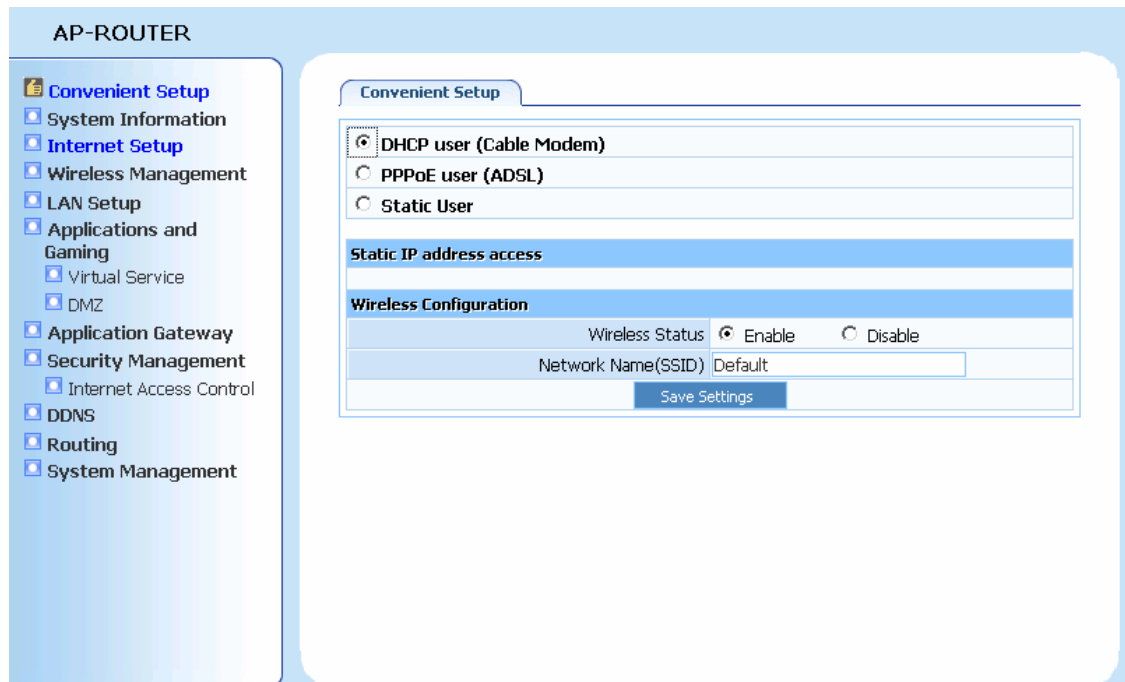 AP-ROUTER
Convenient Setup
System Information
Internet Setup
Wireless Management
LAN Setup
Applications and
Gaming
Virtual Service
DMZ
Application Gateway
Security Management
Internet Access Control
DDNS
Routing
System Management
Convenient Setup
DHCP user (Cable Modem)
PPPoE user (ADSL)
Static User
Static IP address access
Wireless Configuration
Wireless Status Enable Disable
Network Name(SSID) Default
Save Settings